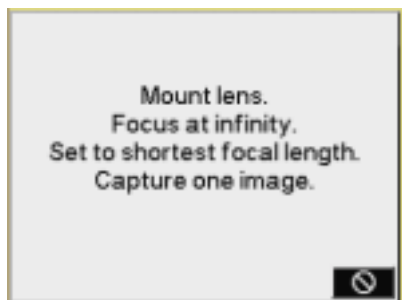 Mount lens.
Focus at infinity.
Set to shortest focal length.
Capture one image.